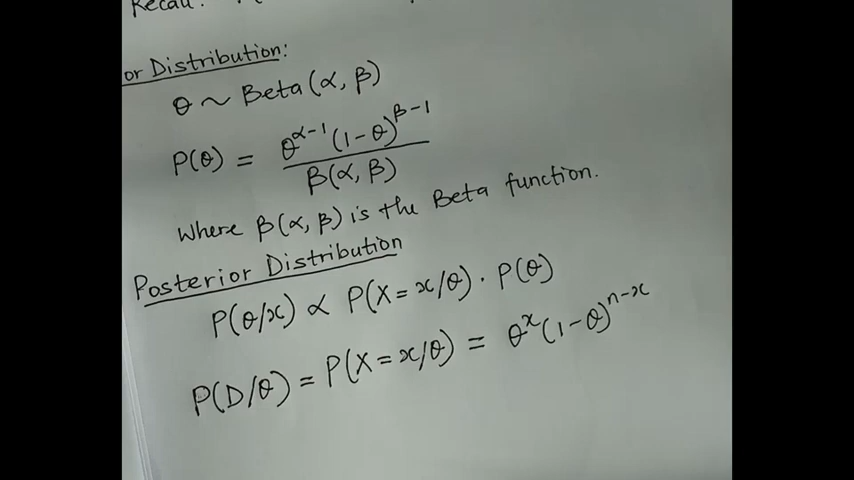 Recall:
or Distribution:
θ ~ Beta(α, β)
P(θ) = θ^(α-1) (1-θ)^(β-1) / β(α, β)
Where β(α, β) is the Beta function.
Posterior Distribution
P(θ/x) ∝ P(X = x/θ) . P(θ)
P(D/θ) = P(X = x/θ) = θ^x (1-θ)^(n-x)